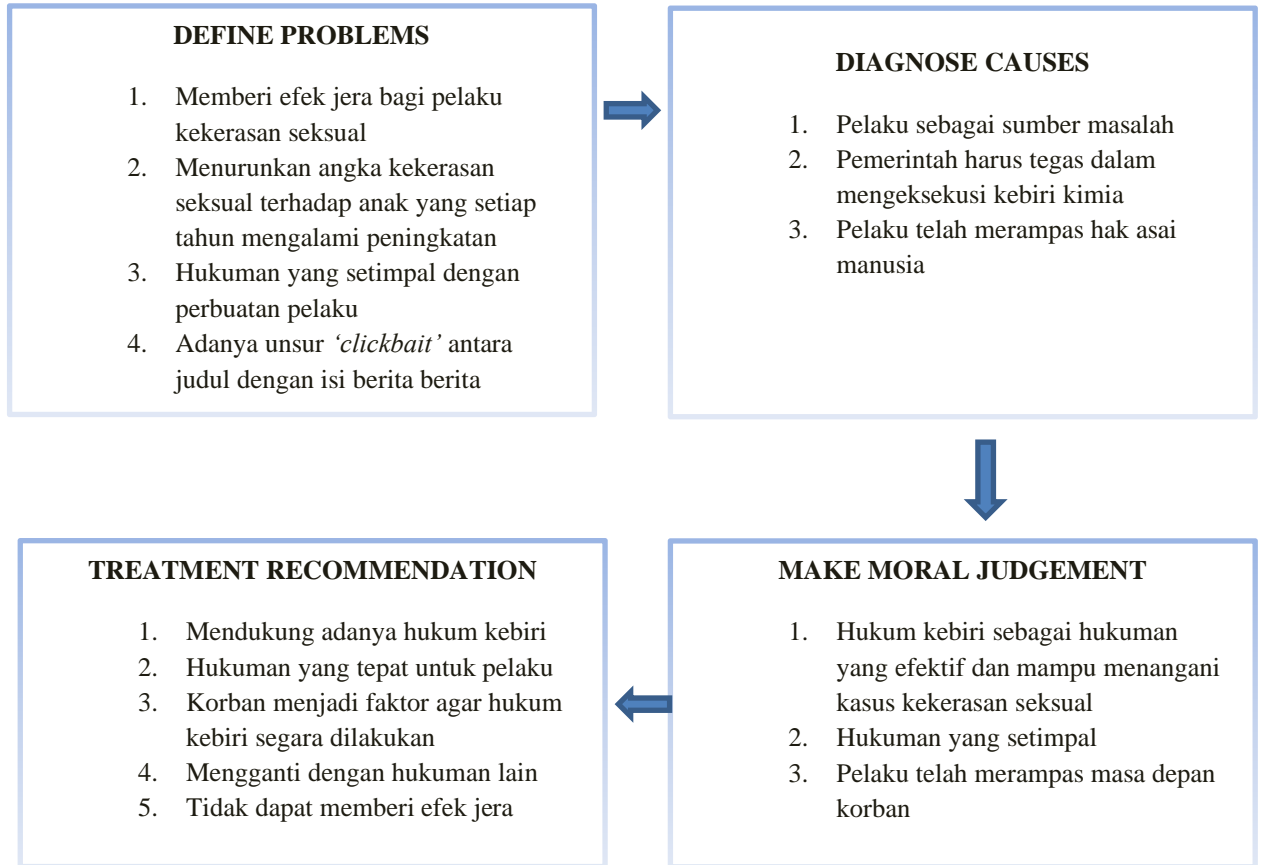 DEFINE PROBLEMS
1. Memberi efek jera bagi pelaku
kekerasan seksual
2. Menurunkan angka kekerasan
seksual terhadap anak yang setiap
tahun mengalami peningkatan
3. Hukuman yang setimpal dengan
perbuatan pelaku
4. Adanya unsur ‘clickbait’ antara
judul dengan isi berita berita
DIAGNOSE CAUSES
1. Pelaku sebagai sumber masalah
2. Pemerintah harus tegas dalam
mengeksekusi kebiri kimia
3. Pelaku telah merampas hak asai
manusia
MAKE MORAL JUDGEMENT
1. Hukum kebiri sebagai hukuman
yang efektif dan mampu menangani
kasus kekerasan seksual
2. Hukuman yang setimpal
3. Pelaku telah merampas masa depan
korban
TREATMENT RECOMMENDATION
1. Mendukung adanya hukum kebiri
2. Hukuman yang tepat untuk pelaku
3. Korban menjadi faktor agar hukum
kebiri segara dilakukan
4. Mengganti dengan hukuman lain
5. Tidak dapat memberi efek jera